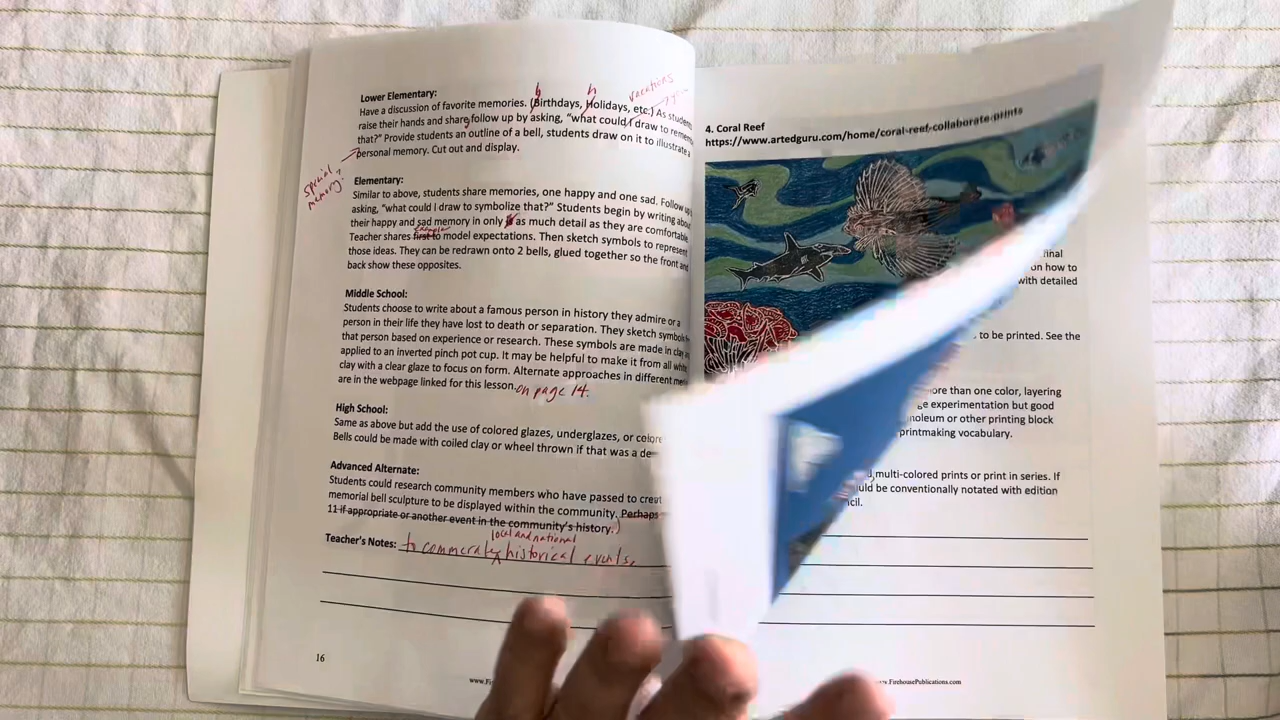 Lower Elementary:
Have a discussion of favorite memories. (Birthdays, Holidays, etc.) As students
raise their hands and share follow up by asking, "what could I draw to remember
that?" Provide students an outline of a bell, students draw on it to illustrate a
personal memory. Cut out and display.
b
h
vacations
special
memory.
Elementary:
Similar to above, students share memories, one happy and one sad. Follow up
asking, "what could I draw to symbolize that?" Students begin by writing about
their happy and sad memory in only as much detail as they are comfortable
Teacher shares first to model expectations. Then sketch symbols to represent
those ideas. They can be redrawn onto 2 bells, glued together so the front and
back show these opposites.
Middle School:
Students choose to write about a famous person in history they admire or a
person in their life they have lost to death or separation. They sketch symbols
that person based on experience or research. These symbols are made in clay
applied to an inverted pinch pot cup. It may be helpful to make it from all white
clay with a clear glaze to focus on form. Alternate approaches in different
are in the webpage linked for this lesson. on page 14.
High School:
Same as above but add the use of colored glazes, underglazes, or
Bells could be made with coiled clay or wheel thrown if that was a
Advanced Alternate:
Students could research community members who have passed to
memorial bell sculpture to be displayed within the community. Perhaps
11 if appropriate or another event in the community's history.)
local and national
Teacher's Notes: to commerate historical events.
16
4. Coral Reef
https://www.artedguru.com/home/coral-reef-collaborate-prints
on how to
with detailed
to be printed. See the
more than one color, layering
experimentation but good
or other printing block
printmaking vocabulary.
multi-colored prints or print in series. If
be conventionally notated with edition
.FirehousePublications.com